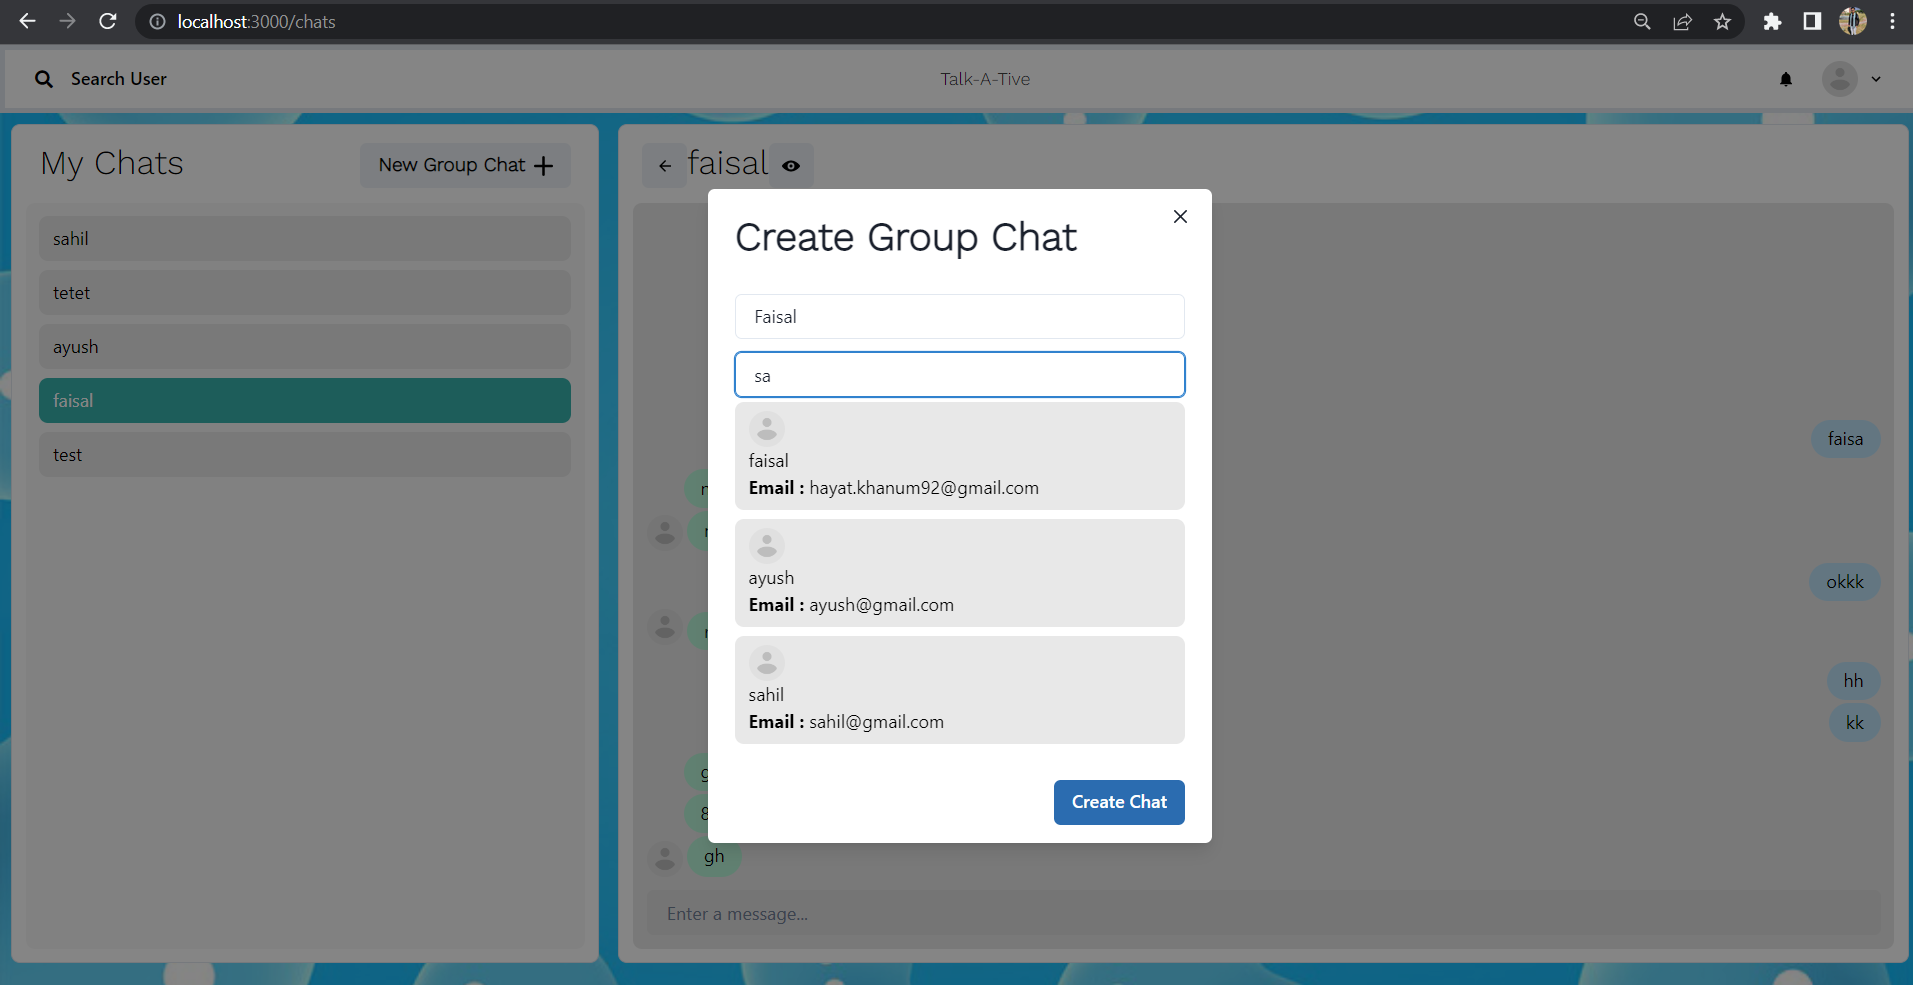 localhost:3000/chats
Search User
Talk-A-Tive
My Chats
New Group Chat
sahil
tetet
ayush
faisal
test
faisal
Create Group Chat
Faisal
sa
faisal
Email : hayat.khanum92@gmail.com
ayush
Email : ayush@gmail.com
sahil
Email : sahil@gmail.com
Create Chat
faisa
okkk
hh
kk
gh
Enter a message...